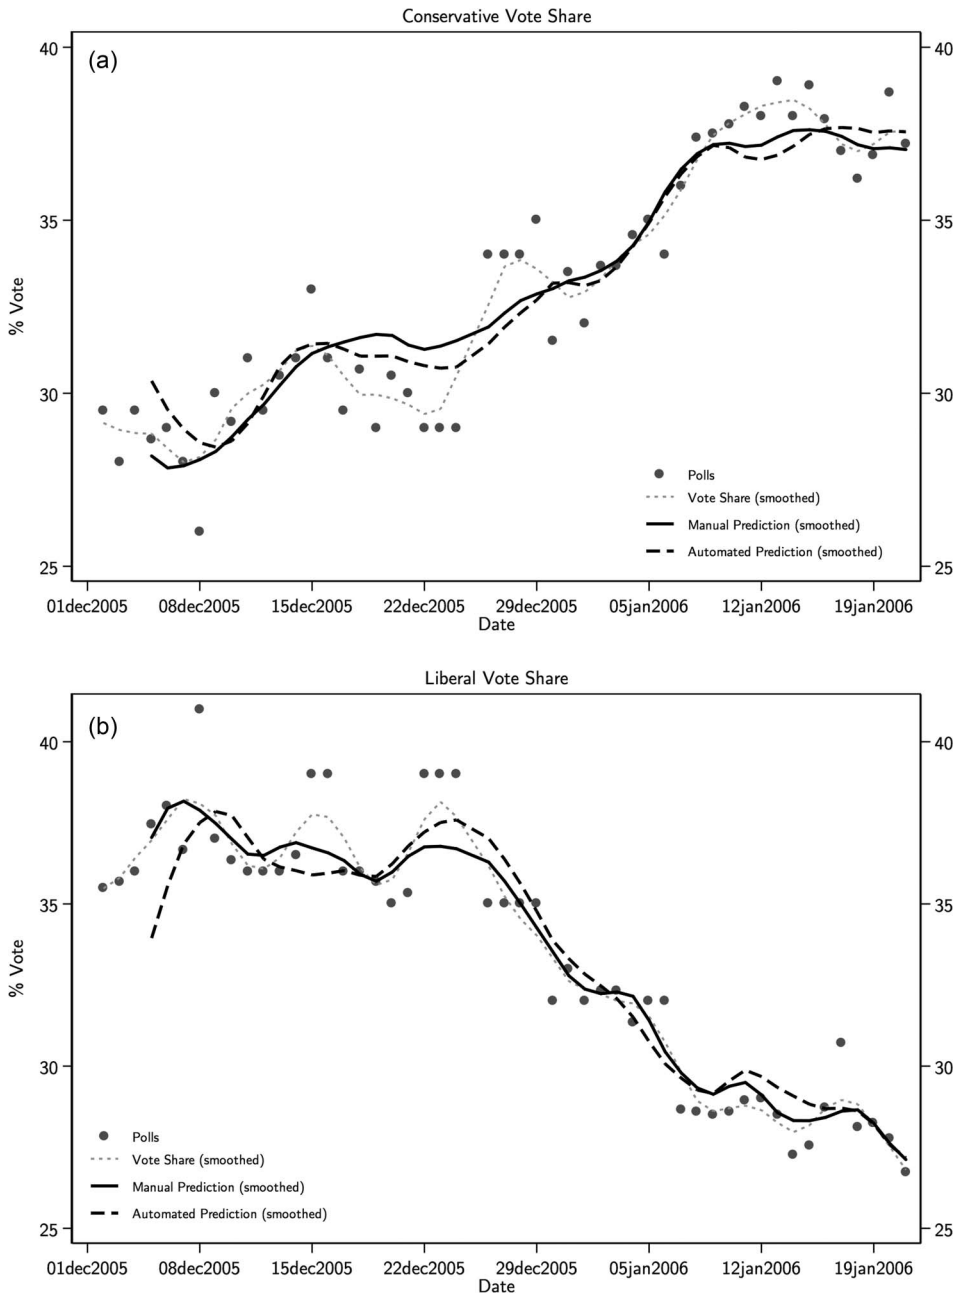 Conservative Vote Share
(a)
40 40
35 35
% Vote
30 30
Polls
Vote Share (smoothed)
Manual Prediction (smoothed)
Automated Prediction (smoothed)
25 25
01dec2005 08dec2005 15dec2005 22dec2005 29dec2005 05jan2006 12jan2006 19jan2006
Date
Liberal Vote Share
(b)
40 40
35 35
% Vote
30 30
Polls
Vote Share (smoothed)
Manual Prediction (smoothed)
Automated Prediction (smoothed)
25 25
01dec2005 08dec2005 15dec2005 22dec2005 29dec2005 05jan2006 12jan2006 19jan2006
Date